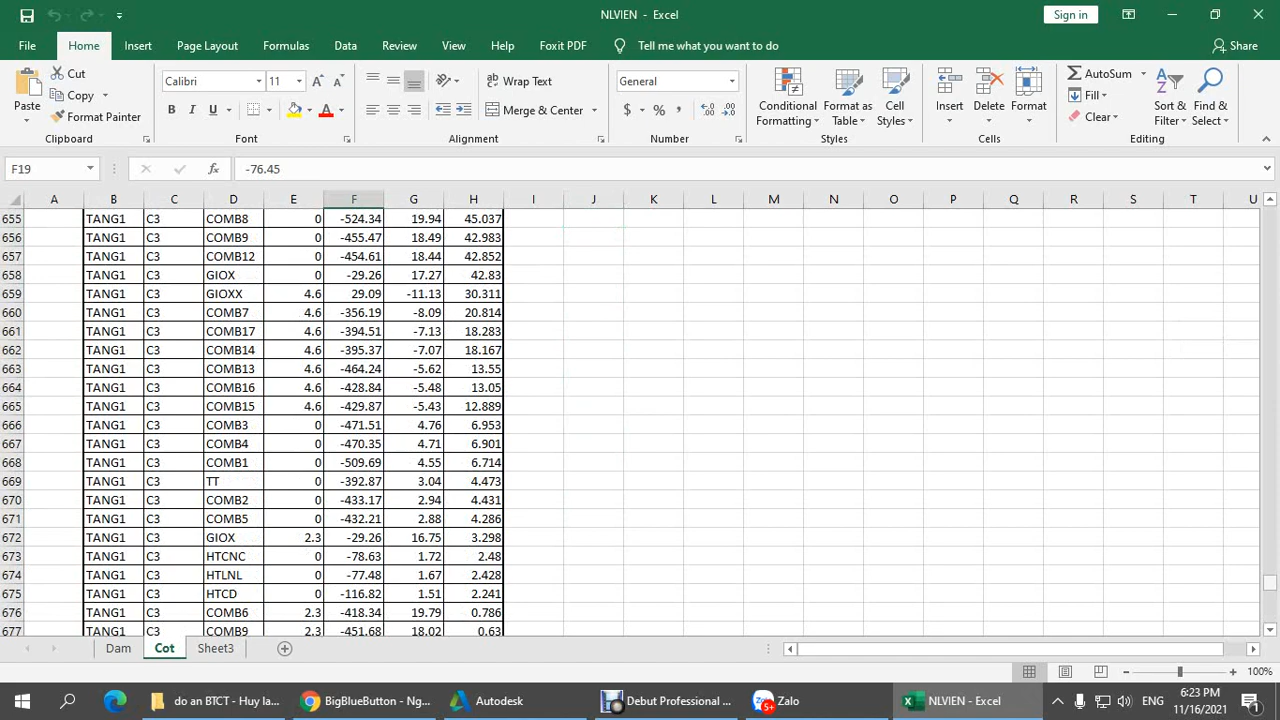 NLVIEN - Excel
Sign in
File Home Insert Page Layout Formulas Data Review View Help Foxit PDF Tell me what you want to do Share
Paste Cut Copy Format Painter
Calibri 11
B I U
Wrap Text
Merge & Center
General
$ % ,
Conditional Formatting Format as Table Cell Styles
Insert Delete Format
AutoSum Fill Clear
Sort & Filter Find & Select
Clipboard Font Alignment Number Styles Cells Editing
F19 fx -76.45
A B C D E F G H I J K L M N O P Q R S T U
655 TANG1 C3 COMB8 0 -524.34 19.94 45.037
656 TANG1 C3 COMB9 0 -455.47 18.49 42.983
657 TANG1 C3 COMB12 0 -454.61 18.44 42.852
658 TANG1 C3 GIOX 0 -29.26 17.27 42.83
659 TANG1 C3 GIOXX 4.6 29.09 -11.13 30.311
660 TANG1 C3 COMB7 4.6 -356.19 -8.09 20.814
661 TANG1 C3 COMB17 4.6 -394.51 -7.13 18.283
662 TANG1 C3 COMB14 4.6 -395.37 -7.07 18.167
663 TANG1 C3 COMB13 4.6 -464.24 -5.62 13.55
664 TANG1 C3 COMB16 4.6 -428.84 -5.48 13.05
665 TANG1 C3 COMB15 4.6 -429.87 -5.43 12.889
666 TANG1 C3 COMB3 0 -471.51 4.76 6.953
667 TANG1 C3 COMB4 0 -470.35 4.71 6.901
668 TANG1 C3 COMB1 0 -509.69 4.55 6.714
669 TANG1 C3 TT 0 -392.87 3.04 4.473
670 TANG1 C3 COMB2 0 -433.17 2.94 4.431
671 TANG1 C3 COMB5 0 -432.21 2.88 4.286
672 TANG1 C3 GIOX 2.3 -29.26 16.75 3.298
673 TANG1 C3 HTCNC 0 -78.63 1.72 2.48
674 TANG1 C3 HTLNL 0 -77.48 1.67 2.428
675 TANG1 C3 HTCD 0 -116.82 1.51 2.241
676 TANG1 C3 COMB6 2.3 -418.34 19.79 0.786
677 TANG1 C3 COMB9 2.3 -451.68 18.02 0.63
Dam Cot Sheet3
100%
do an BTCT - Huy la... BigBlueButton - Ng... Autodesk Debut Professional ... Zalo NLVIEN - Excel ENG 6:23 PM
11/16/2021